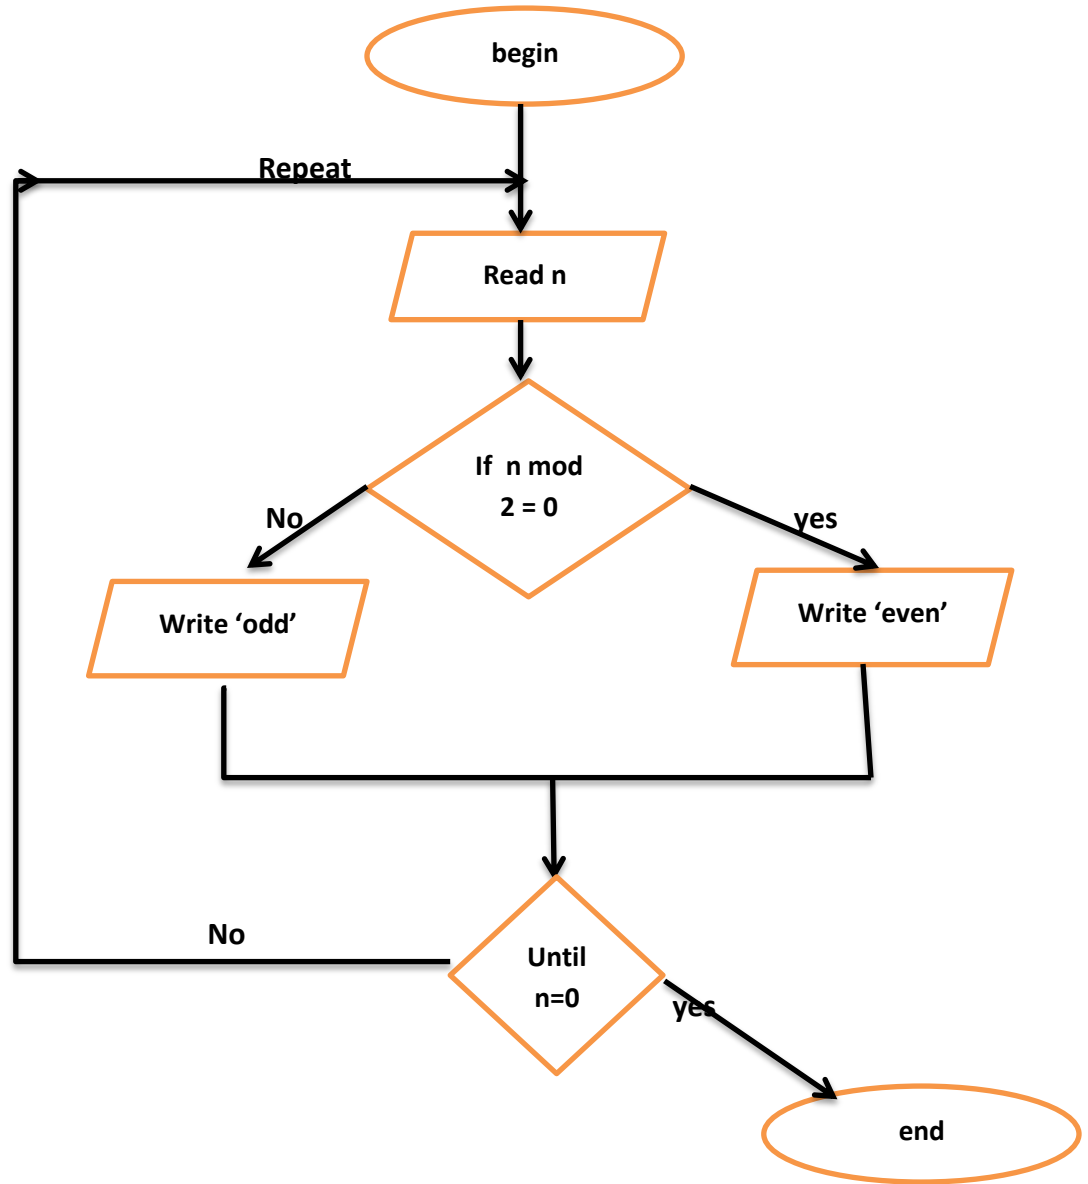 begin
Repeat
Read n
If  n mod
2 = 0
No
yes
Write ‘odd’
Write ‘even’
No
Until
n=0
yes
end